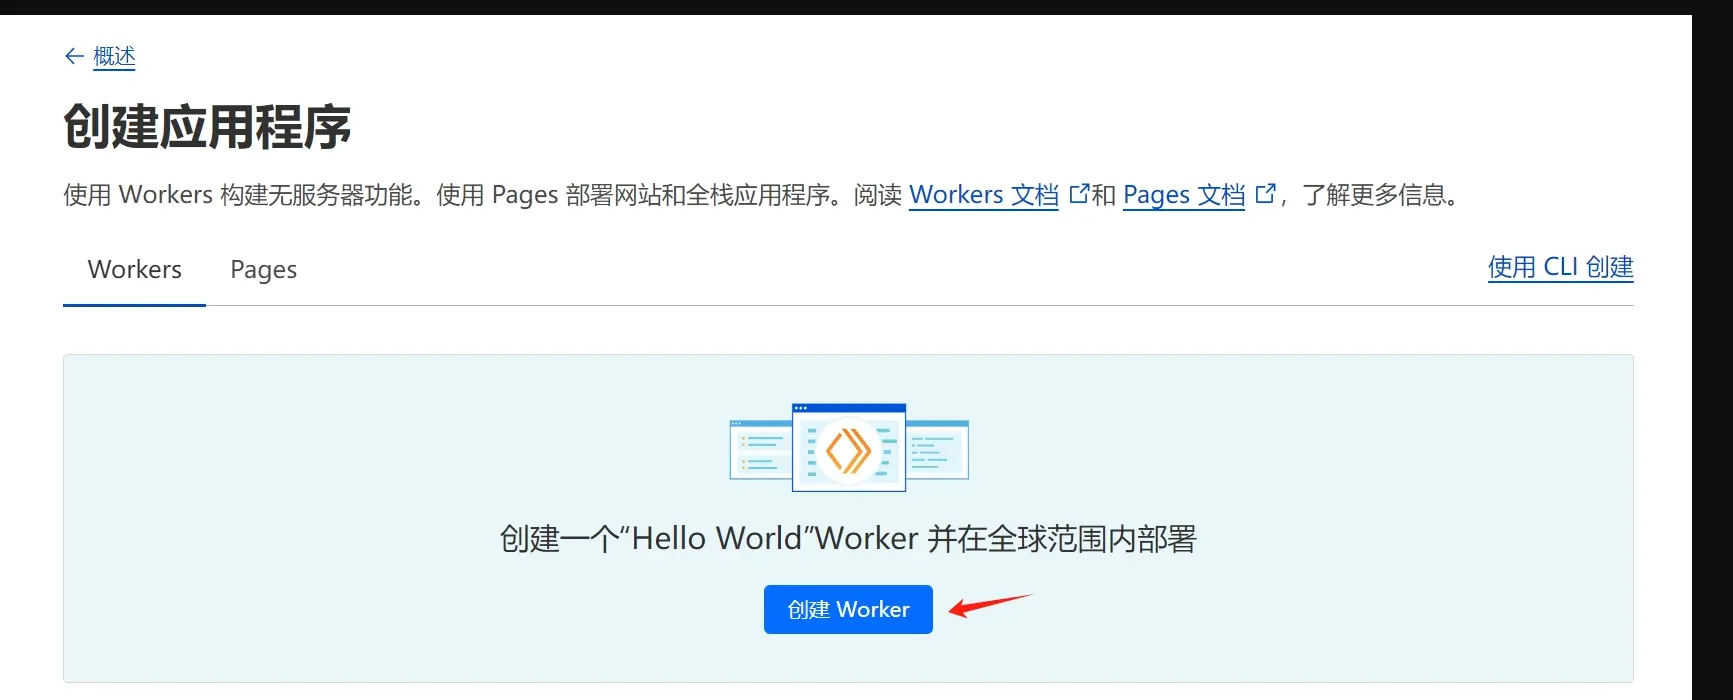 概述
创建应用程序
使用 Workers 构建无服务器功能。使用 Pages 部署网站和全栈应用程序。阅读 Workers 文档 和 Pages 文档 ，了解更多信息。
Workers Pages 使用 CLI 创建
创建一个“Hello World”Worker 并在全球范围内部署
创建 Worker